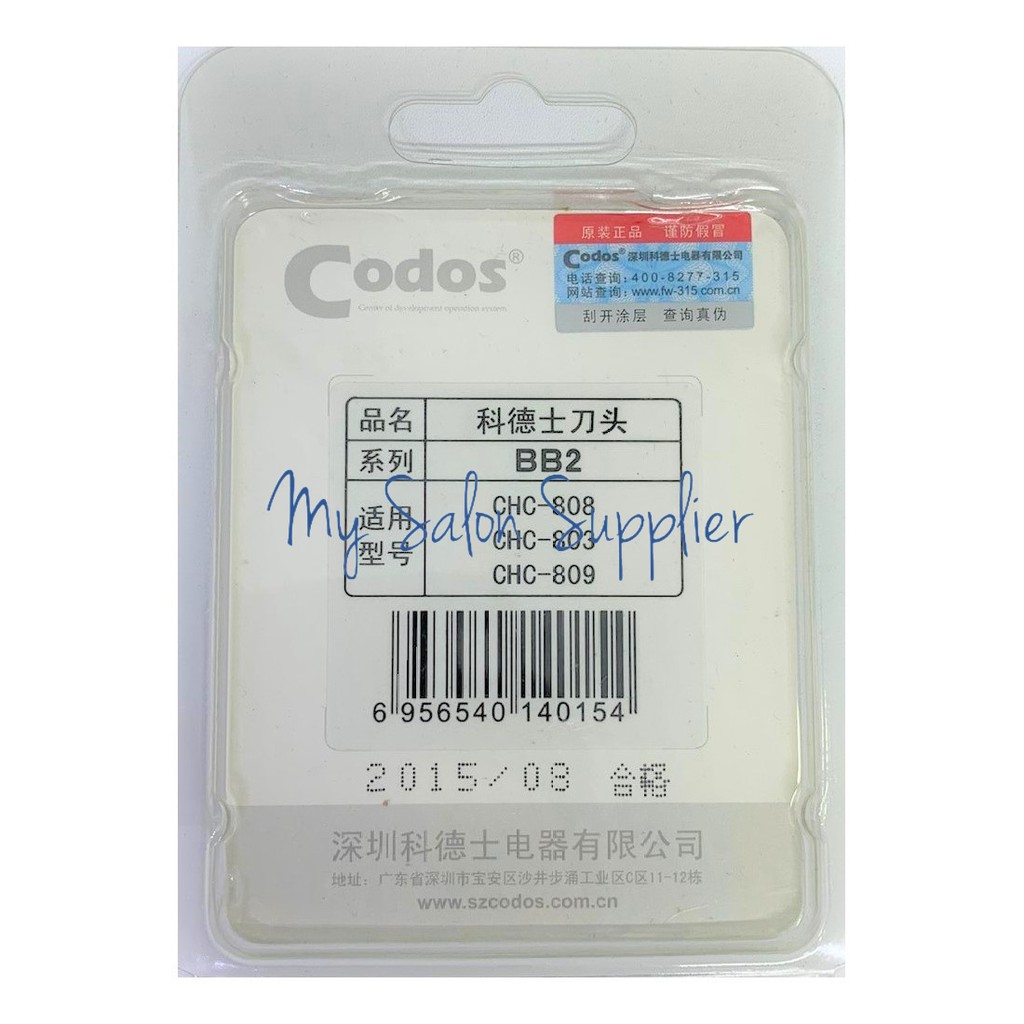 Codos®
Center of development operation system
原装正品 谨防假冒
Codos® 深圳科德士电器有限公司
电话查询:400-8277-315
网站查询:www.fw-315.com.cn
刮开涂层 查询真伪
品名 科德士刀头
系列 BB2
适用型号 CHC-808
CHC-803
CHC-809
My Salon Supplier
6 956540 140154
2015/08 合格
深圳科德士电器有限公司
地址: 广东省深圳市宝安区沙井步涌工业区C区11-12栋
www.szcodos.com.cn